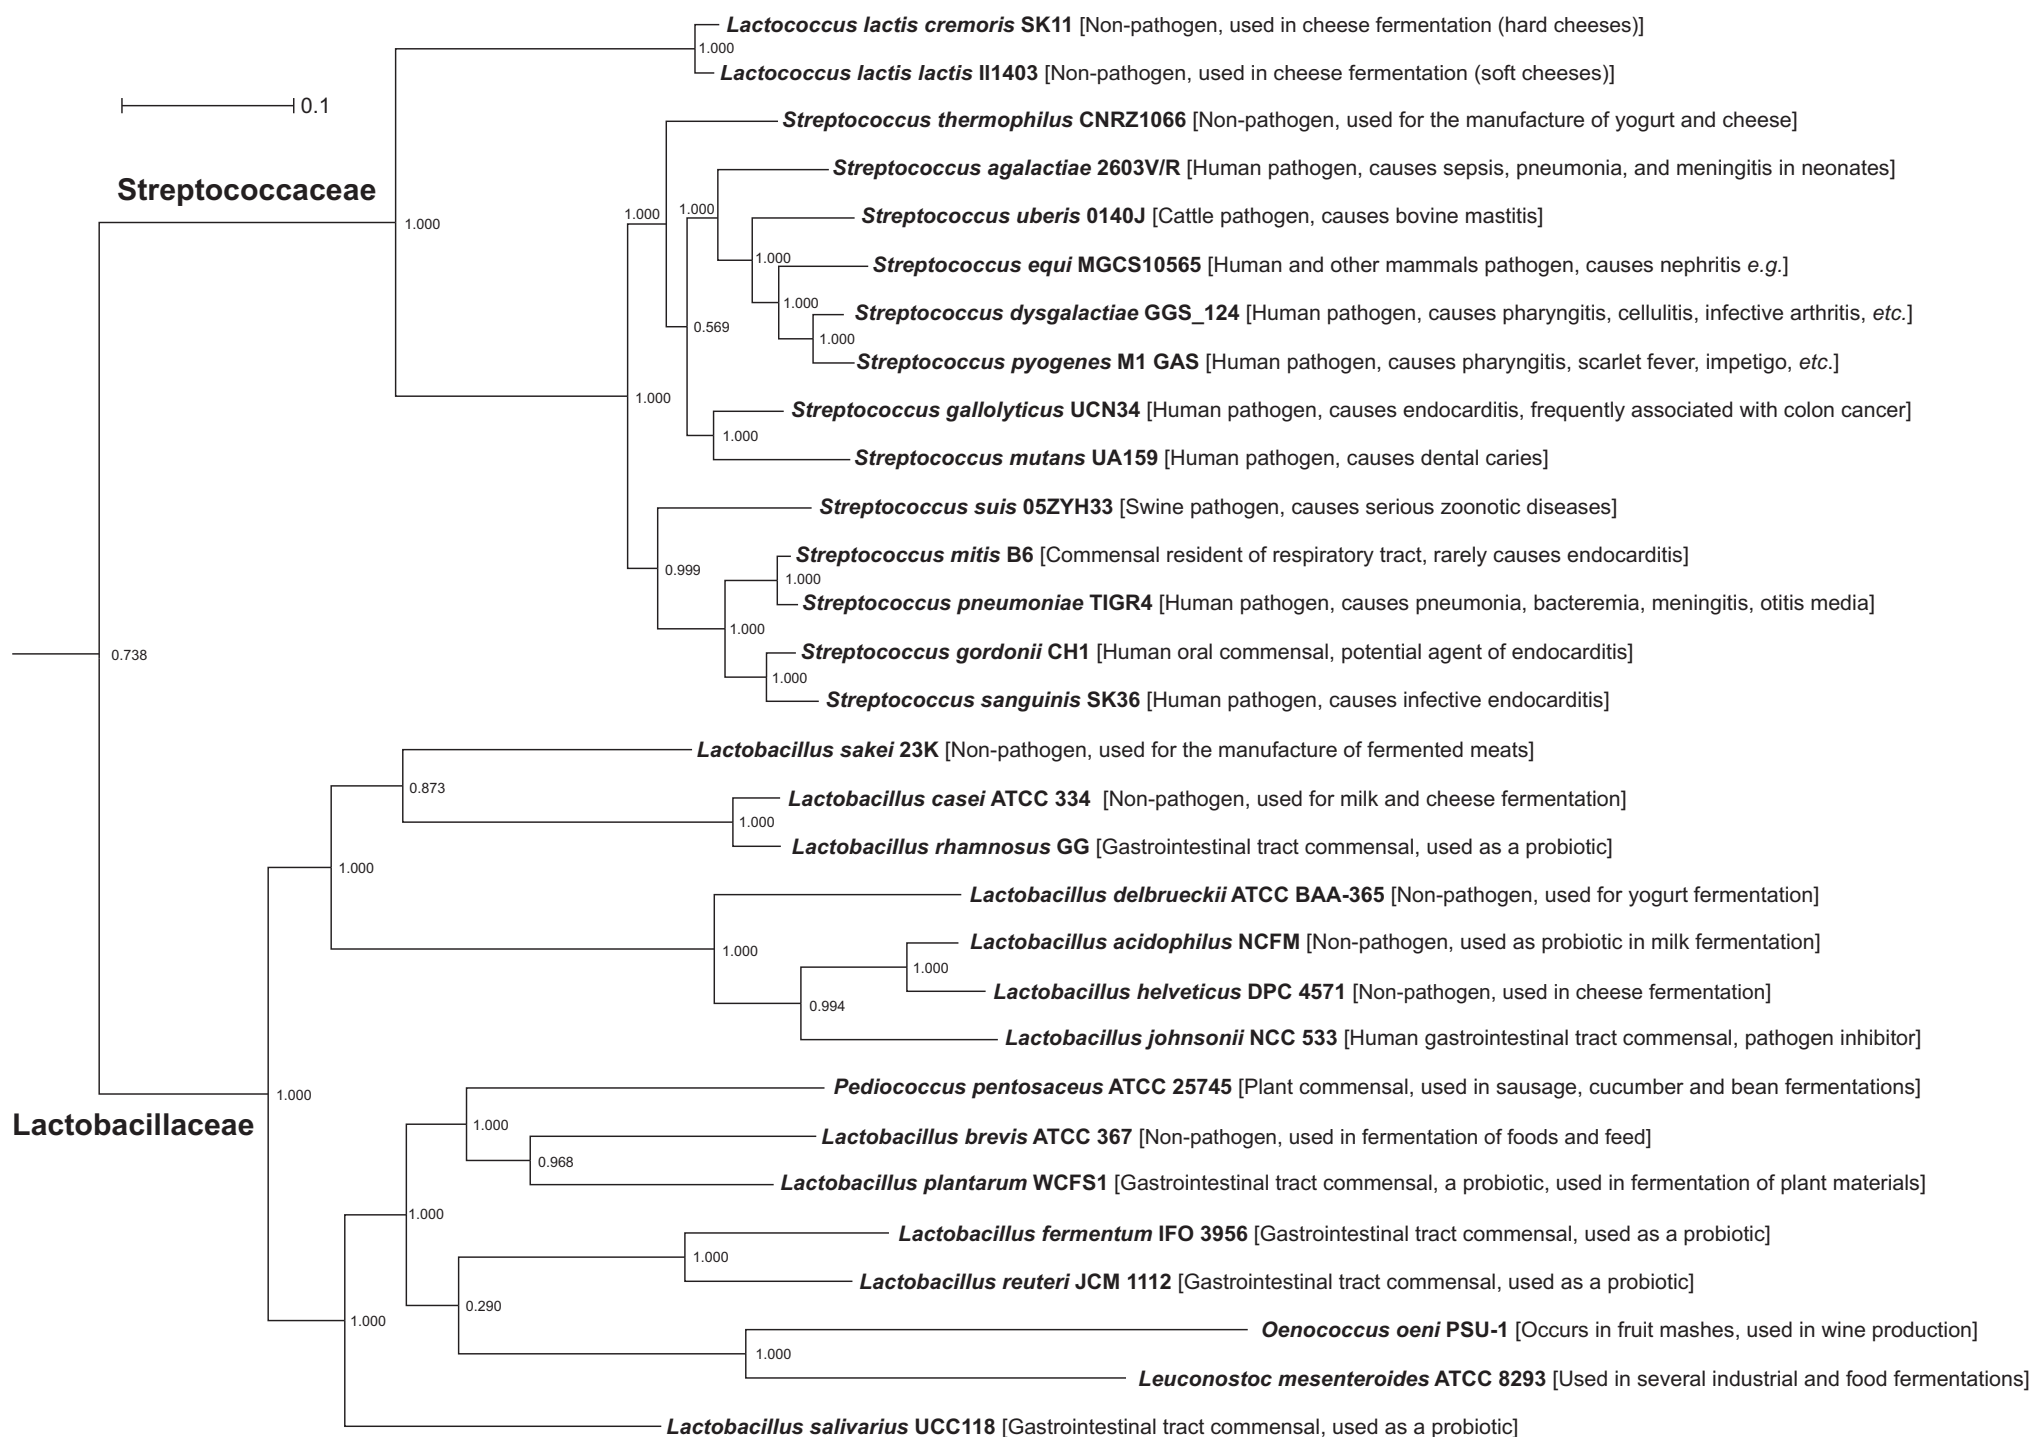 Lactococcus lactis cremoris SK11 [Non-pathogen, used in cheese fermentation (hard cheeses)]
1.000
Lactococcus lactis lactis Il1403 [Non-pathogen, used in cheese fermentation (soft cheeses)]
0.1
Streptococcus thermophilus CNRZ1066 [Non-pathogen, used for the manufacture of yogurt and cheese]
Streptococcus agalactiae 2603V/R [Human pathogen, causes sepsis, pneumonia, and meningitis in neonates]
Streptococcaceae
1.000
1.000
Streptococcus uberis 0140J [Cattle pathogen, causes bovine mastitis]
1.000
1.000
Streptococcus equi MGCS10565 [Human and other mammals pathogen, causes nephritis e.g.]
1.000
Streptococcus dysgalactiae GGS_124 [Human pathogen, causes pharyngitis, cellulitis, infective arthritis, etc.]
0.569
1.000
Streptococcus pyogenes M1 GAS [Human pathogen, causes pharyngitis, scarlet fever, impetigo, etc.]
1.000
Streptococcus gallolyticus UCN34 [Human pathogen, causes endocarditis, frequently associated with colon cancer]
1.000
Streptococcus mutans UA159 [Human pathogen, causes dental caries]
Streptococcus suis 05ZYH33 [Swine pathogen, causes serious zoonotic diseases]
Streptococcus mitis B6 [Commensal resident of respiratory tract, rarely causes endocarditis]
0.999
1.000
Streptococcus pneumoniae TIGR4 [Human pathogen, causes pneumonia, bacteremia, meningitis, otitis media]
1.000
Streptococcus gordonii CH1 [Human oral commensal, potential agent of endocarditis]
0.738
1.000
Streptococcus sanguinis SK36 [Human pathogen, causes infective endocarditis]
Lactobacillus sakei 23K [Non-pathogen, used for the manufacture of fermented meats]
0.873
Lactobacillus casei ATCC 334 [Non-pathogen, used for milk and cheese fermentation]
1.000
Lactobacillus rhamnosus GG [Gastrointestinal tract commensal, used as a probiotic]
1.000
Lactobacillus delbrueckii ATCC BAA-365 [Non-pathogen, used for yogurt fermentation]
Lactobacillus acidophilus NCFM [Non-pathogen, used as probiotic in milk fermentation]
1.000
1.000
Lactobacillus helveticus DPC 4571 [Non-pathogen, used in cheese fermentation]
0.994
Lactobacillus johnsonii NCC 533 [Human gastrointestinal tract commensal, pathogen inhibitor]
Pediococcus pentosaceus ATCC 25745 [Plant commensal, used in sausage, cucumber and bean fermentations]
1.000
Lactobacillaceae
1.000
Lactobacillus brevis ATCC 367 [Non-pathogen, used in fermentation of foods and feed]
0.968
Lactobacillus plantarum WCFS1 [Gastrointestinal tract commensal, a probiotic, used in fermentation of plant materials]
1.000
Lactobacillus fermentum IFO 3956 [Gastrointestinal tract commensal, used as a probiotic]
1.000
Lactobacillus reuteri JCM 1112 [Gastrointestinal tract commensal, used as a probiotic]
0.290
1.000
Oenococcus oeni PSU-1 [Occurs in fruit mashes, used in wine production]
1.000
Leuconostoc mesenteroides ATCC 8293 [Used in several industrial and food fermentations]
Lactobacillus salivarius UCC118 [Gastrointestinal tract commensal, used as a probiotic]